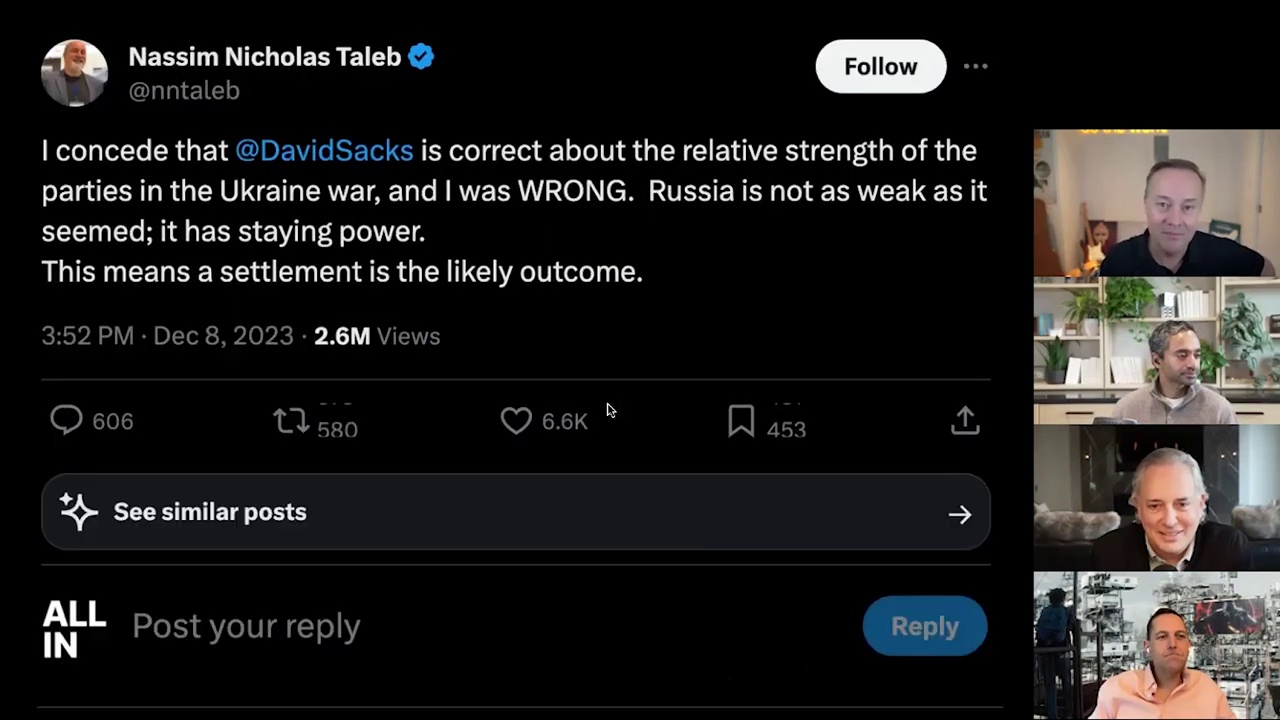 Nassim Nicholas Taleb
@nntaleb
Follow
I concede that @DavidSacks is correct about the relative strength of the
parties in the Ukraine war, and I was WRONG. Russia is not as weak as it
seemed; it has staying power.
This means a settlement is the likely outcome.
3:52 PM · Dec 8, 2023 · 2.6M Views
606
580
6.6K
453
See similar posts
ALL
IN
Post your reply
Reply